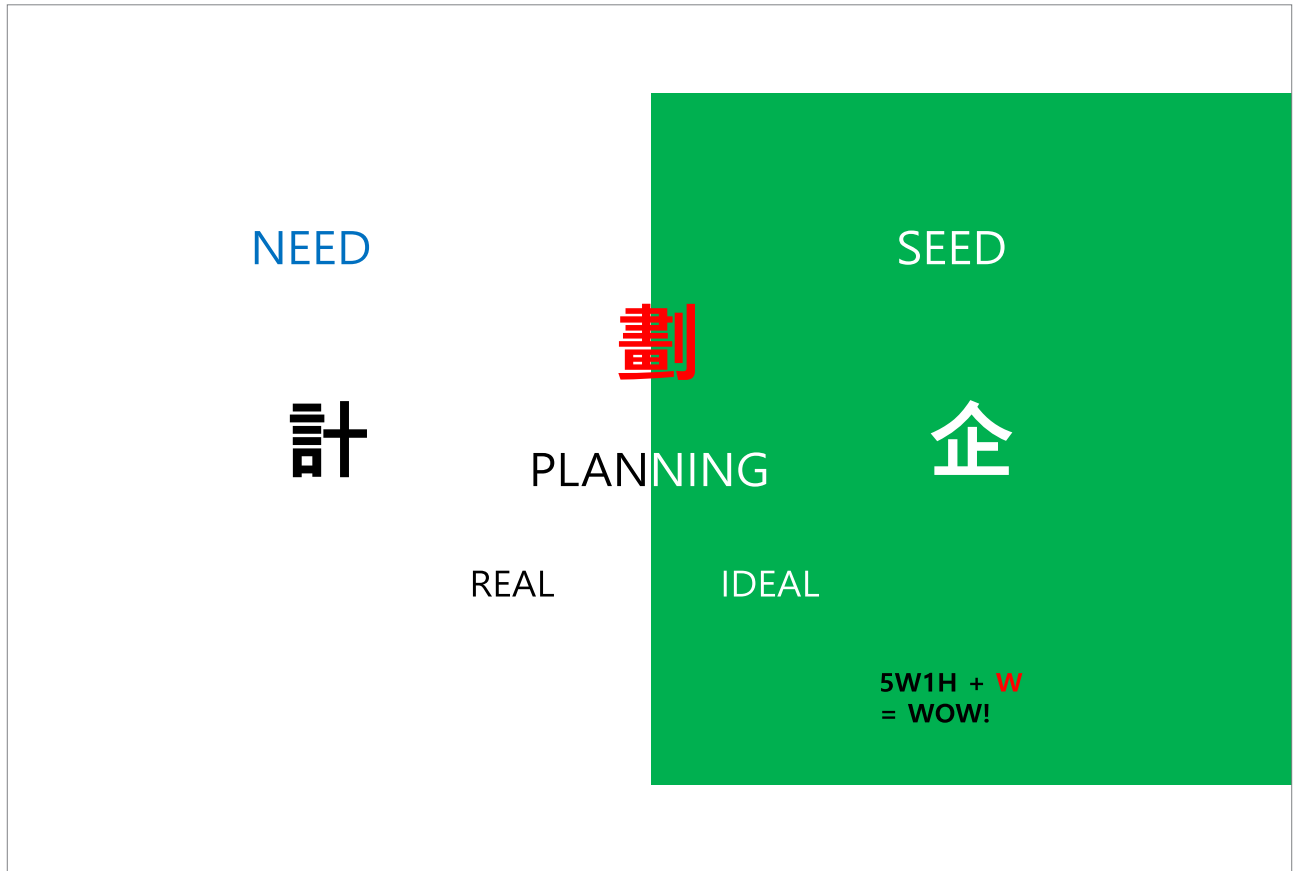 NEED
SEED
劃
計
企
PLANNING
REAL
IDEAL
5W1H + W
= WOW!